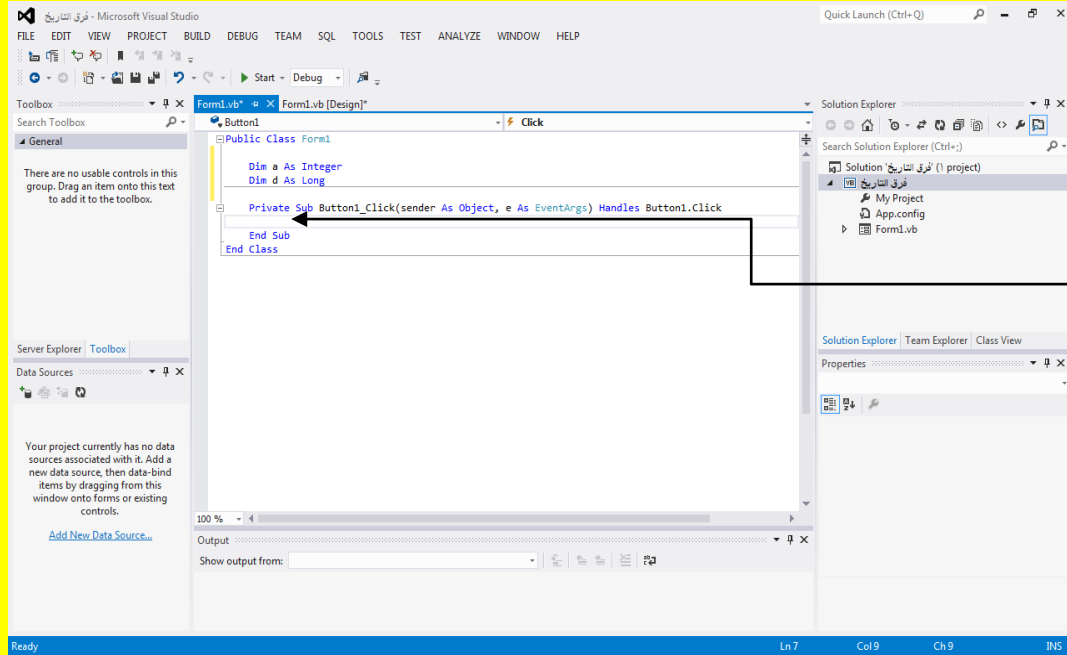 فرق التاريخ - Microsoft Visual Studio
Quick Launch (Ctrl+Q)
FILE EDIT VIEW PROJECT BUILD DEBUG TEAM SQL TOOLS TEST ANALYZE WINDOW HELP
Start Debug
Toolbox
Search Toolbox
General
There are no usable controls in this
group. Drag an item onto this text
to add it to the toolbox.
Server Explorer Toolbox
Data Sources
Your project currently has no data
sources associated with it. Add a
new data source, then data-bind
items by dragging from this
window onto forms or existing
controls.
Add New Data Source...
Form1.vb* Form1.vb [Design]*
Button1 Click
Public Class Form1
Dim a As Integer
Dim d As Long
Private Sub Button1_Click(sender As Object, e As EventArgs) Handles Button1.Click
End Sub
End Class
100 %
Output
Show output from:
Solution Explorer
Search Solution Explorer (Ctrl+;)
Solution 'فرق التاريخ' (1 project)
فرق التاريخ
My Project
App.config
Form1.vb
Solution Explorer Team Explorer Class View
Properties
Ready Ln 7 Col 9 Ch 9 INS